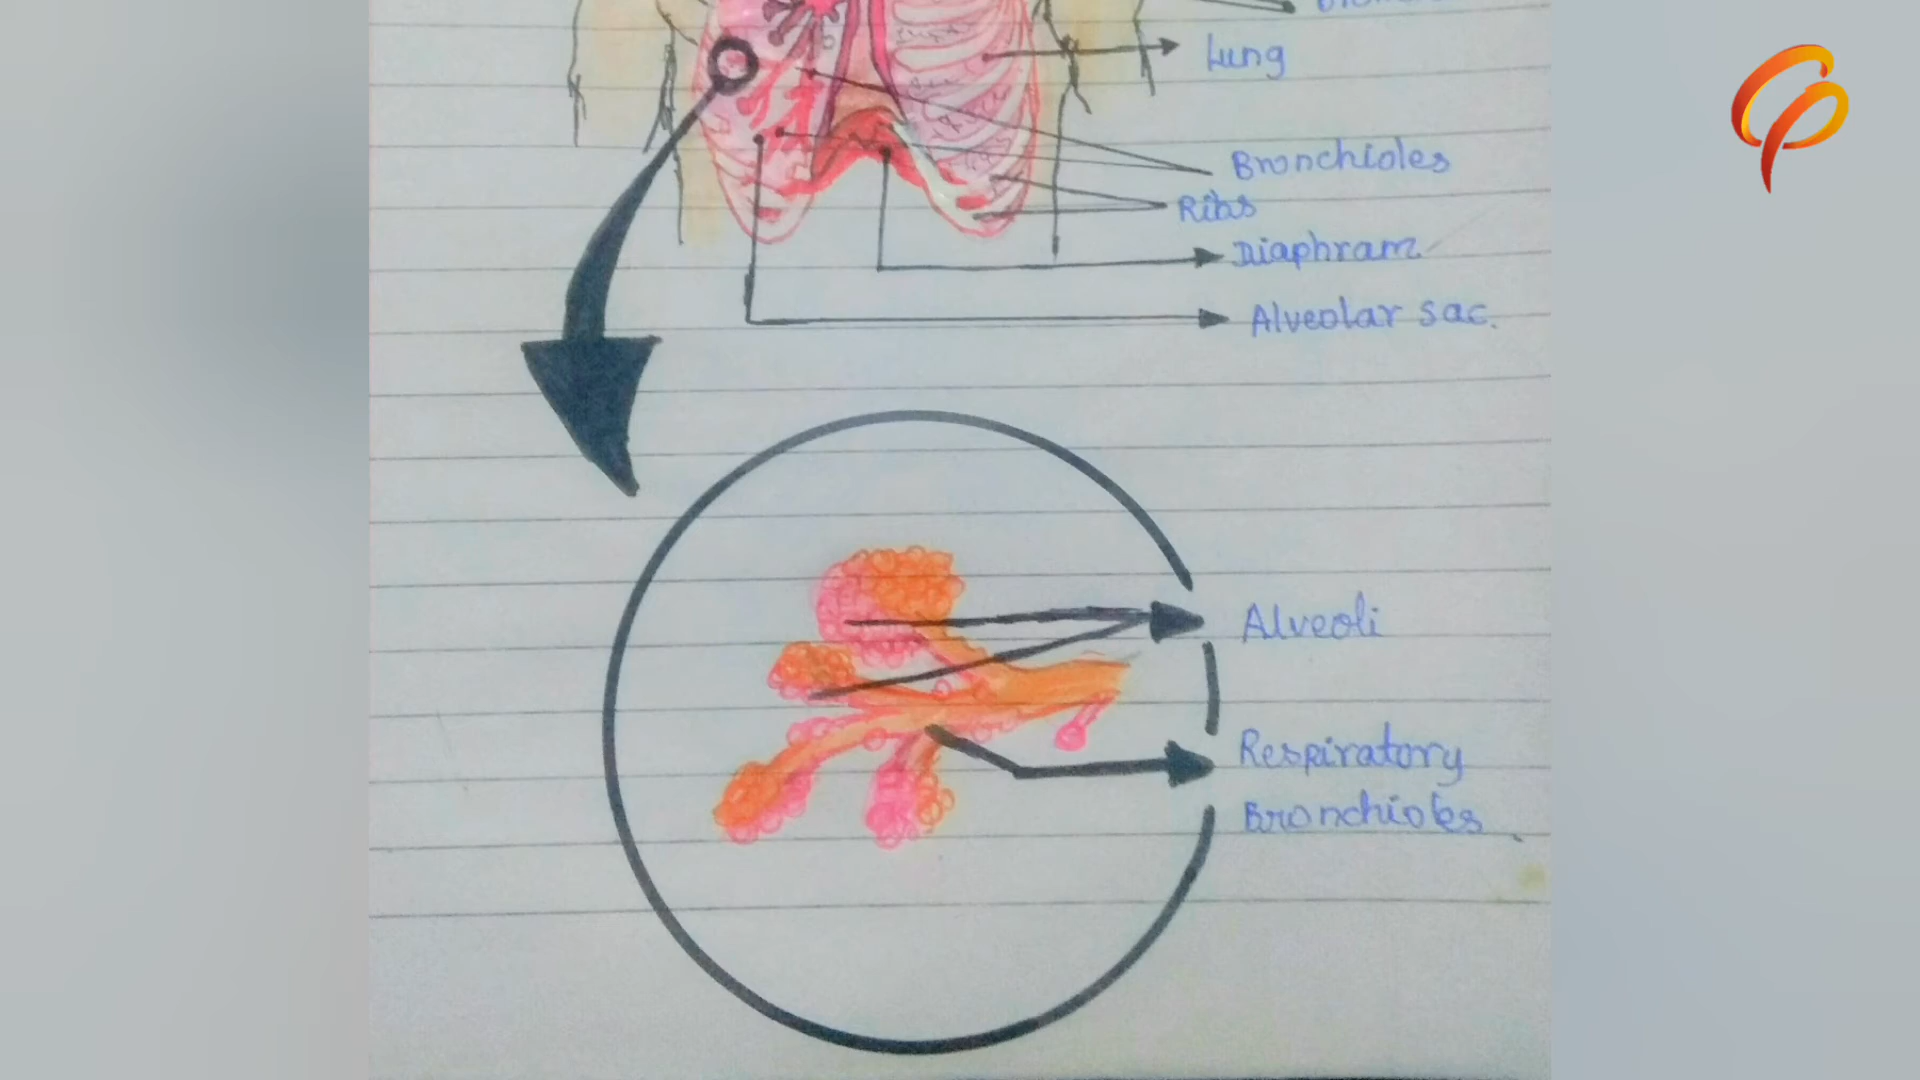 Lung
Bronchioles
Ribs
Diaphram
Alveolar sac.
Alveoli
Respiratory
Bronchioles